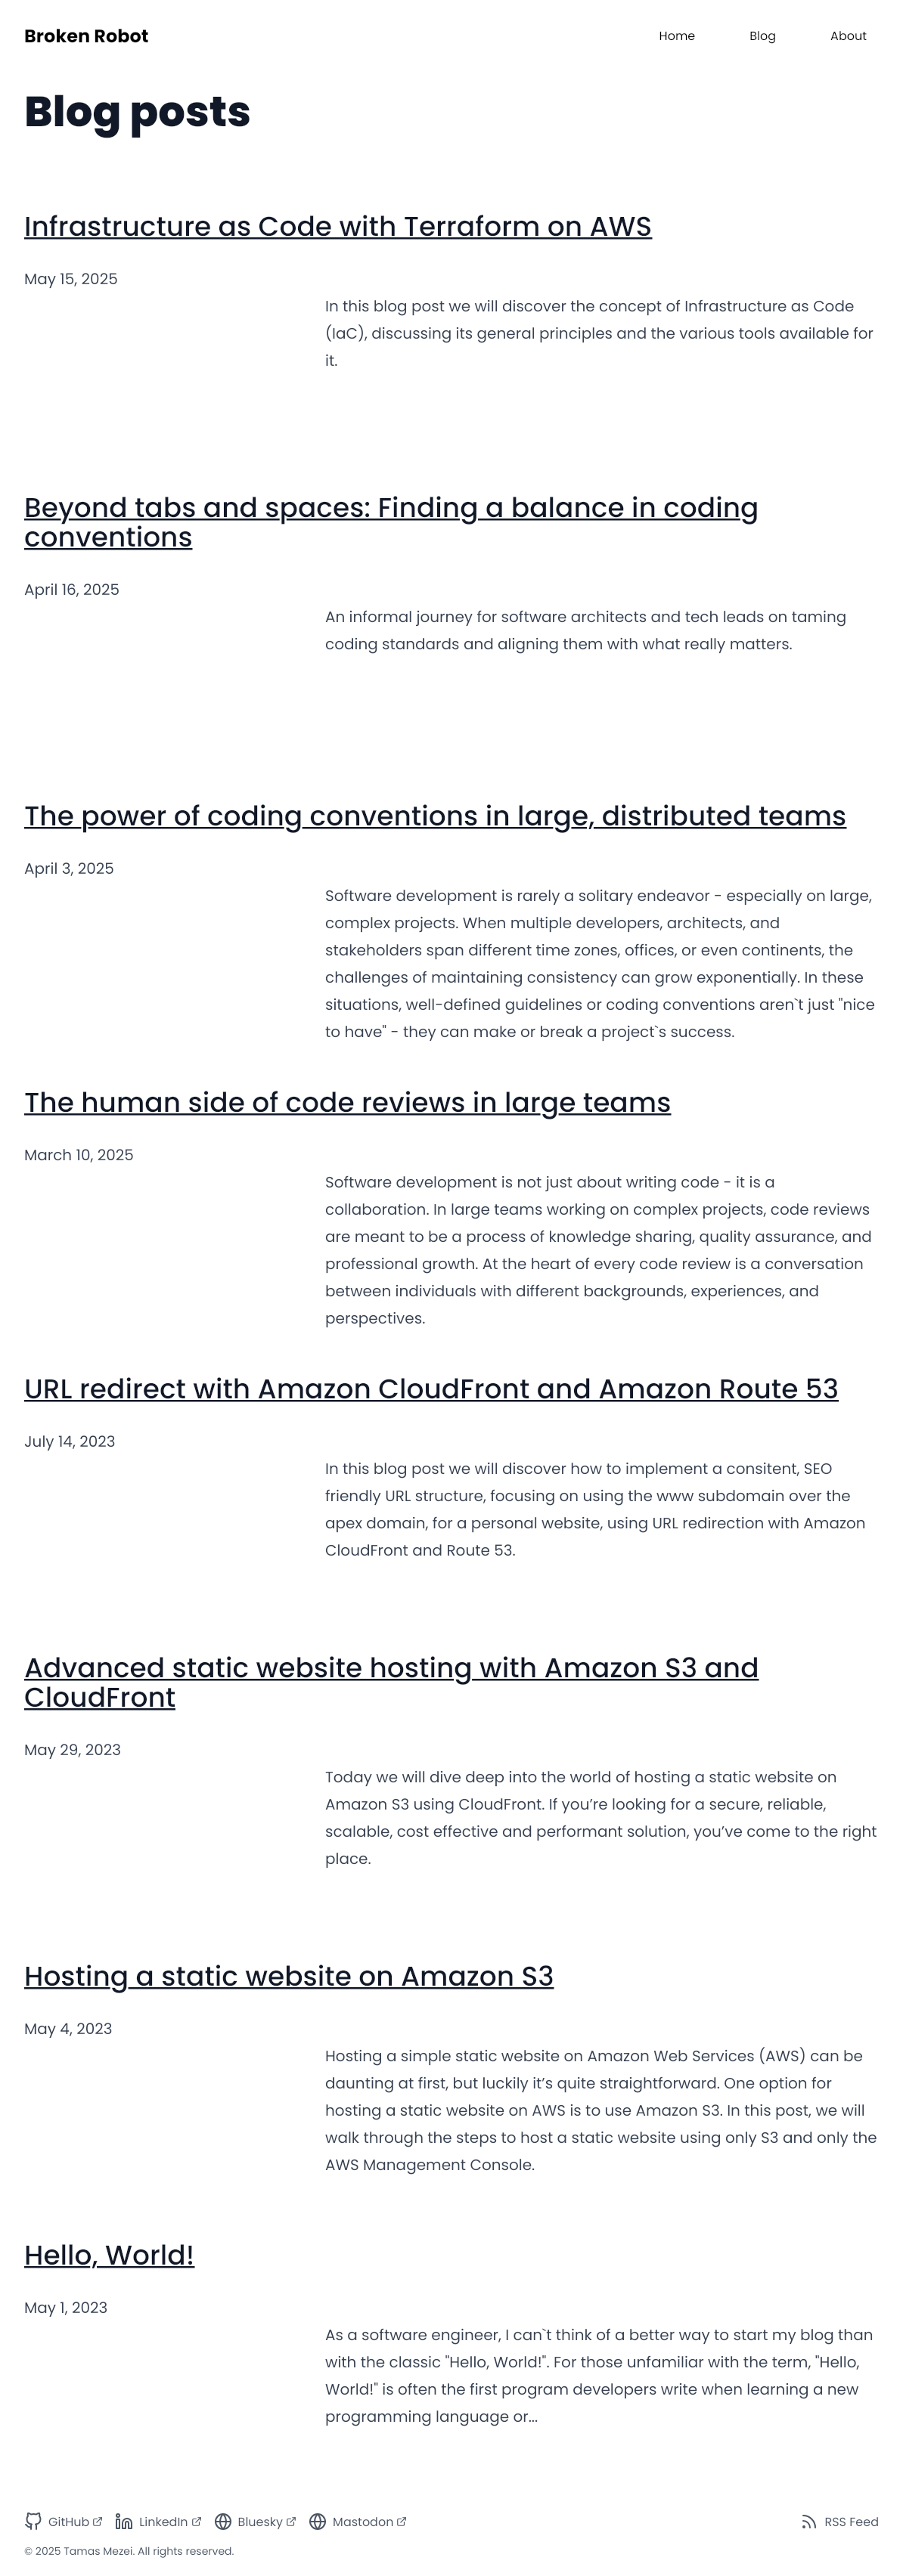 Broken Robot
Home Blog About
Blog posts
Infrastructure as Code with Terraform on AWS
May 15, 2025
In this blog post we will discover the concept of Infrastructure as Code
(IaC), discussing its general principles and the various tools available for
it.
Beyond tabs and spaces: Finding a balance in coding
conventions
April 16, 2025
An informal journey for software architects and tech leads on taming
coding standards and aligning them with what really matters.
The power of coding conventions in large, distributed teams
April 3, 2025
Software development is rarely a solitary endeavor - especially on large,
complex projects. When multiple developers, architects, and
stakeholders span different time zones, offices, or even continents, the
challenges of maintaining consistency can grow exponentially. In these
situations, well-defined guidelines or coding conventions aren`t just "nice
to have" - they can make or break a project`s success.
The human side of code reviews in large teams
March 10, 2025
Software development is not just about writing code - it is a
collaboration. In large teams working on complex projects, code reviews
are meant to be a process of knowledge sharing, quality assurance, and
professional growth. At the heart of every code review is a conversation
between individuals with different backgrounds, experiences, and
perspectives.
URL redirect with Amazon CloudFront and Amazon Route 53
July 14, 2023
In this blog post we will discover how to implement a consitent, SEO
friendly URL structure, focusing on using the www subdomain over the
apex domain, for a personal website, using URL redirection with Amazon
CloudFront and Route 53.
Advanced static website hosting with Amazon S3 and
CloudFront
May 29, 2023
Today we will dive deep into the world of hosting a static website on
Amazon S3 using CloudFront. If you’re looking for a secure, reliable,
scalable, cost effective and performant solution, you’ve come to the right
place.
Hosting a static website on Amazon S3
May 4, 2023
Hosting a simple static website on Amazon Web Services (AWS) can be
daunting at first, but luckily it’s quite straightforward. One option for
hosting a static website on AWS is to use Amazon S3. In this post, we will
walk through the steps to host a static website using only S3 and only the
AWS Management Console.
Hello, World!
May 1, 2023
As a software engineer, I can`t think of a better way to start my blog than
with the classic "Hello, World!". For those unfamiliar with the term, "Hello,
World!" is often the first program developers write when learning a new
programming language or...
GitHub LinkedIn Bluesky Mastodon RSS Feed
© 2025 Tamas Mezei. All rights reserved.